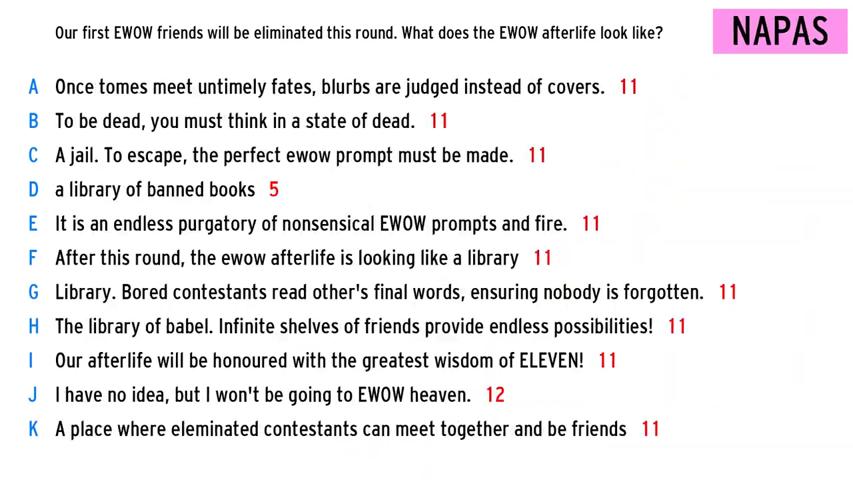 Our first EWOW friends will be eliminated this round. What does the EWOW afterlife look like?
NAPAS
A Once tomes meet untimely fates, blurbs are judged instead of covers. 11
B To be dead, you must think in a state of dead. 11
C A jail. To escape, the perfect ewow prompt must be made. 11
D a library of banned books 5
E It is an endless purgatory of nonsensical EWOW prompts and fire. 11
F After this round, the ewow afterlife is looking like a library 11
G Library. Bored contestants read other's final words, ensuring nobody is forgotten. 11
H The library of babel. Infinite shelves of friends provide endless possibilities! 11
I Our afterlife will be honoured with the greatest wisdom of ELEVEN! 11
J I have no idea, but I won't be going to EWOW heaven. 12
K A place where eleminated contestants can meet together and be friends 11